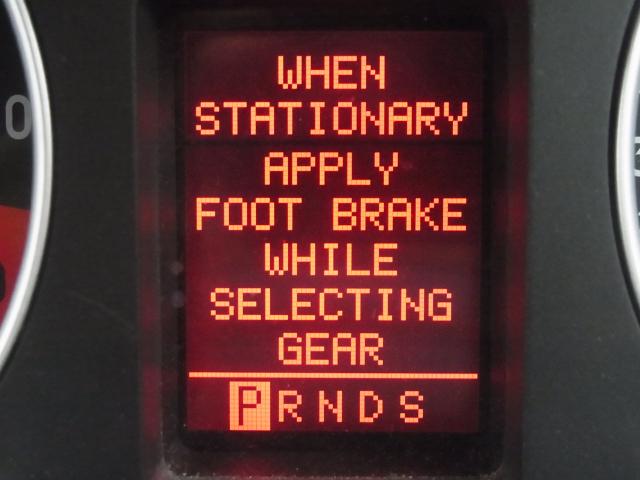 WHEN
STATIONARY
APPLY
FOOT BRAKE
WHILE
SELECTING
GEAR
P R N D S